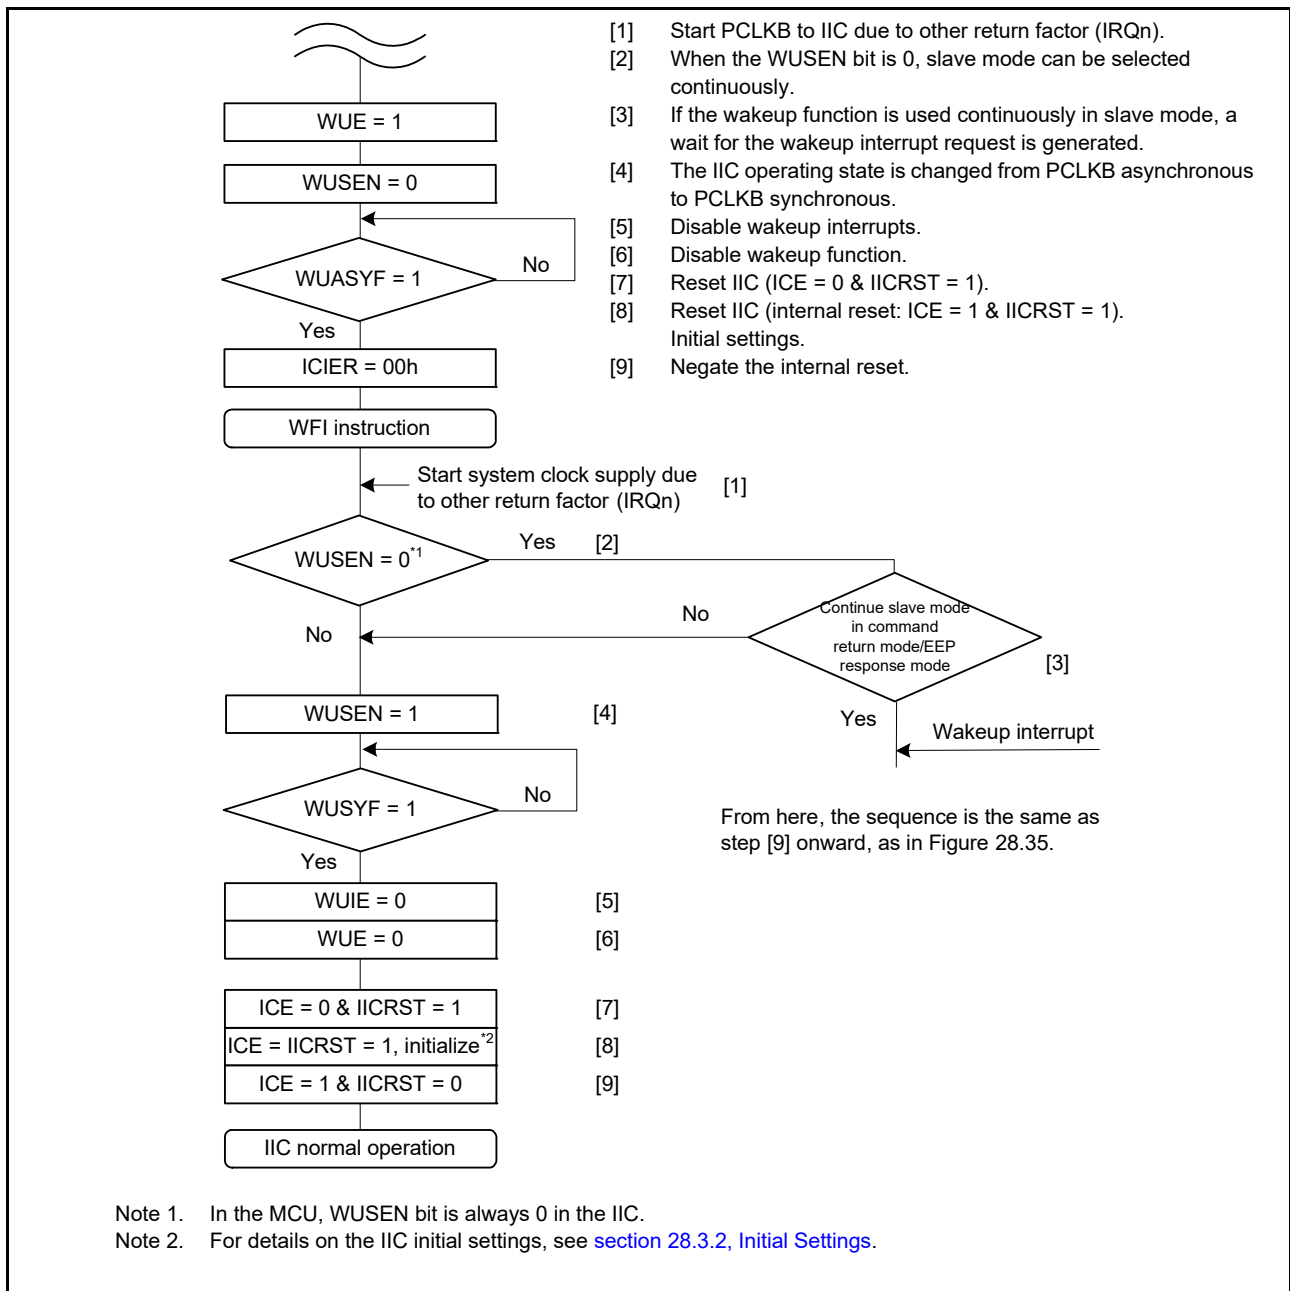 [1] Start PCLKB to IIC due to other return factor (IRQn).
[2] When the WUSEN bit is 0, slave mode can be selected
continuously.
[3] If the wakeup function is used continuously in slave mode, a
wait for the wakeup interrupt request is generated.
[4] The IIC operating state is changed from PCLKB asynchronous
to PCLKB synchronous.
[5] Disable wakeup interrupts.
[6] Disable wakeup function.
[7] Reset IIC (ICE = 0 & IICRST = 1).
[8] Reset IIC (internal reset: ICE = 1 & IICRST = 1).
Initial settings.
[9] Negate the internal reset.
WUE = 1
WUSEN = 0
WUASYF = 1
No
Yes
ICIER = 00h
WFI instruction
Start system clock supply due
to other return factor (IRQn)
[1]
WUSEN = 0*1
Yes
[2]
No
No
Continue slave mode
in command
return mode/EEP
response mode
[3]
Yes
Wakeup interrupt
From here, the sequence is the same as
step [9] onward, as in Figure 28.35.
WUSEN = 1
[4]
WUSYF = 1
No
Yes
WUIE = 0
[5]
WUE = 0
[6]
ICE = 0 & IICRST = 1
[7]
ICE = IICRST = 1, initialize*2
[8]
ICE = 1 & IICRST = 0
[9]
IIC normal operation
Note 1. In the MCU, WUSEN bit is always 0 in the IIC.
Note 2. For details on the IIC initial settings, see section 28.3.2, Initial Settings.